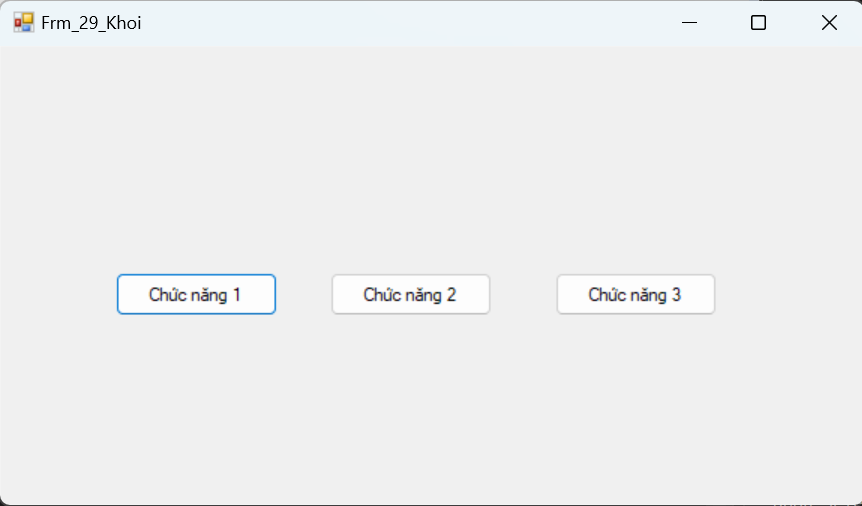 Frm_29_Khoi
Chức năng 1 Chức năng 2 Chức năng 3